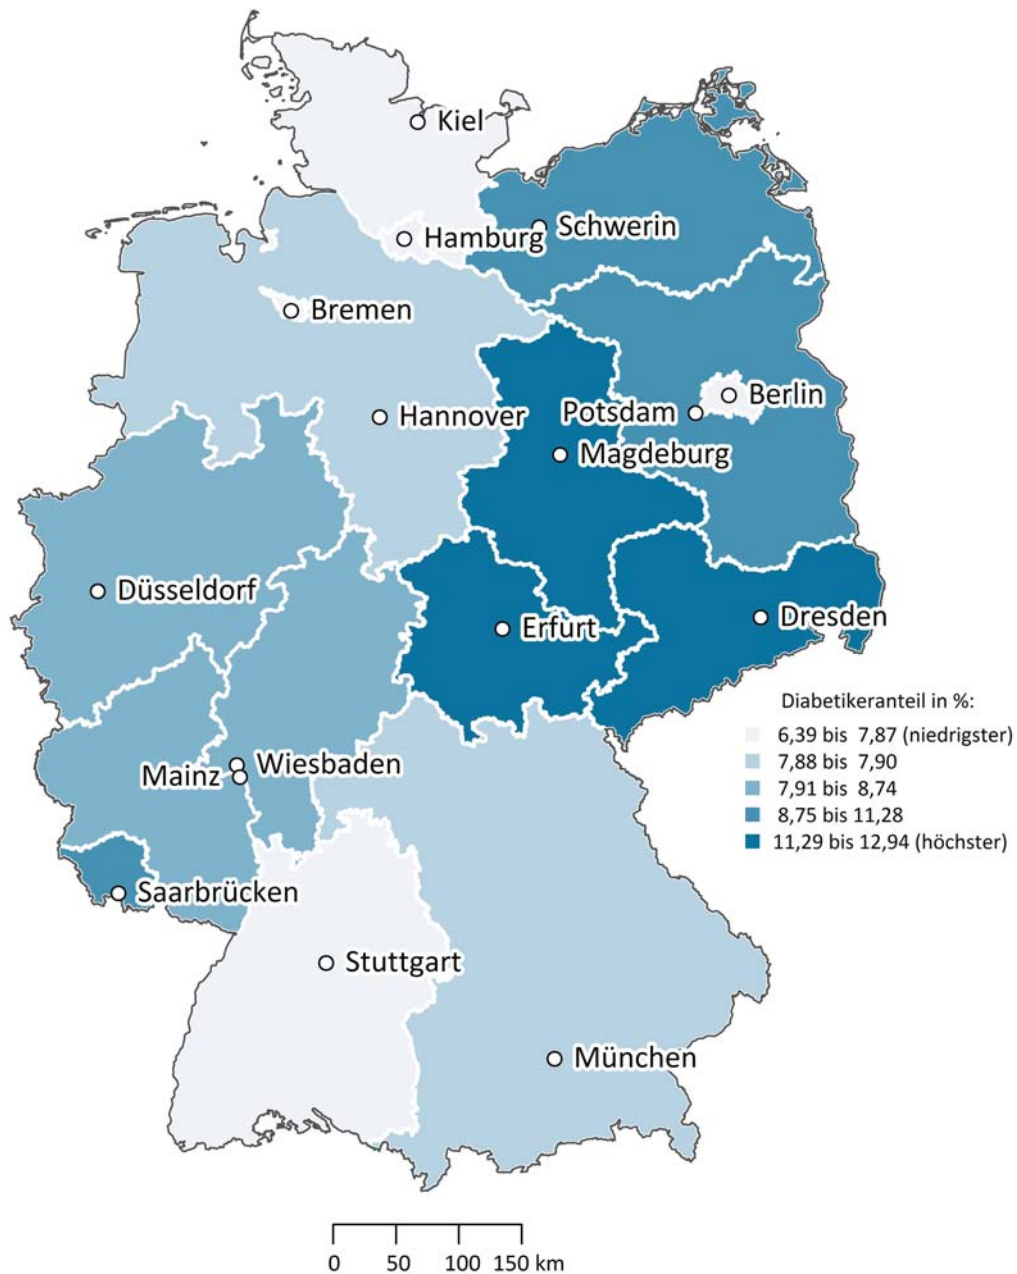 Kiel
Schwerin
Hamburg
Bremen
Berlin
Potsdam
Hannover
Magdeburg
Düsseldorf
Erfurt
Dresden
Diabetikeranteil in %:
6,39 bis 7,87 (niedrigster)
7,88 bis 7,90
7,91 bis 8,74
8,75 bis 11,28
11,29 bis 12,94 (höchster)
Wiesbaden
Mainz
Saarbrücken
Stuttgart
München
0 50 100 150 km